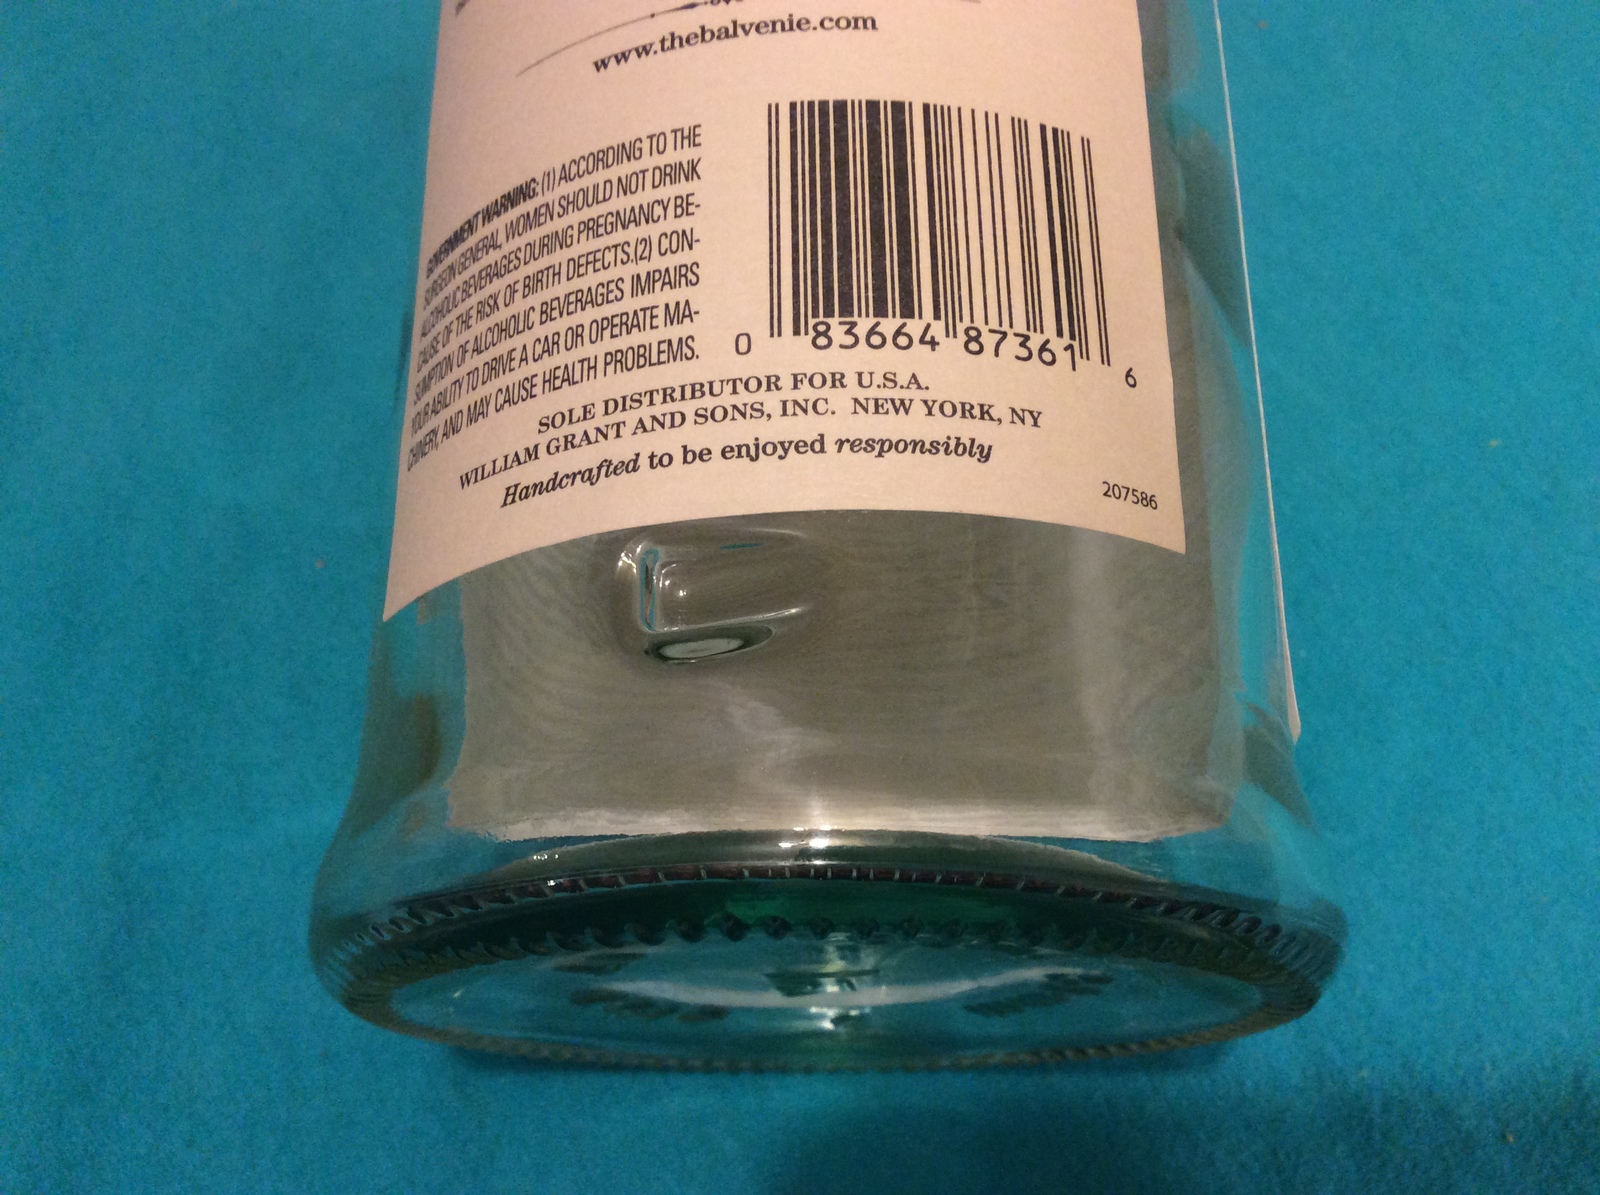 www.thebalvenie.com
GOVERNMENT WARNING: (1) ACCORDING TO THE
SURGEON GENERAL, WOMEN SHOULD NOT DRINK
ALCOHOLIC BEVERAGES DURING PREGNANCY BE-
CAUSE OF THE RISK OF BIRTH DEFECTS.(2) CON-
SUMPTION OF ALCOHOLIC BEVERAGES IMPAIRS
YOUR ABILITY TO DRIVE A CAR OR OPERATE MA-
CHINERY, AND MAY CAUSE HEALTH PROBLEMS.
0 83664 87361 6
SOLE DISTRIBUTOR FOR U.S.A.
WILLIAM GRANT AND SONS, INC. NEW YORK, NY
Handcrafted to be enjoyed responsibly
207586